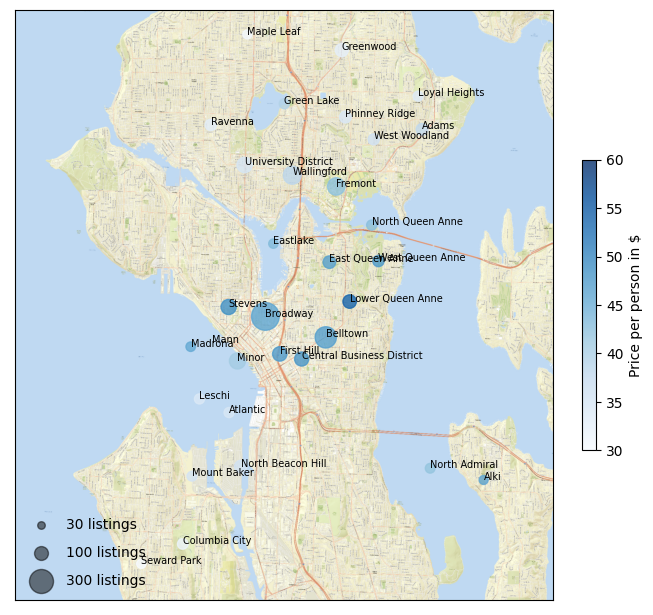 Maple Leaf
Greenwood
Loyal Heights
Green Lake
Phinney Ridge
Ravenna
Adams
West Woodland
University District
Wallingford
Fremont
North Queen Anne
Eastlake
East Queen Anne
West Queen Anne
Lower Queen Anne
Stevens
Broadway
Belltown
Mann
Madrona
First Hill
Minor
Central Business District
Leschi
Atlantic
North Beacon Hill
North Admiral
Mount Baker
Alki
Columbia City
Seward Park
30 listings
100 listings
300 listings
60
55
50
45
40
35
30
Price per person in $